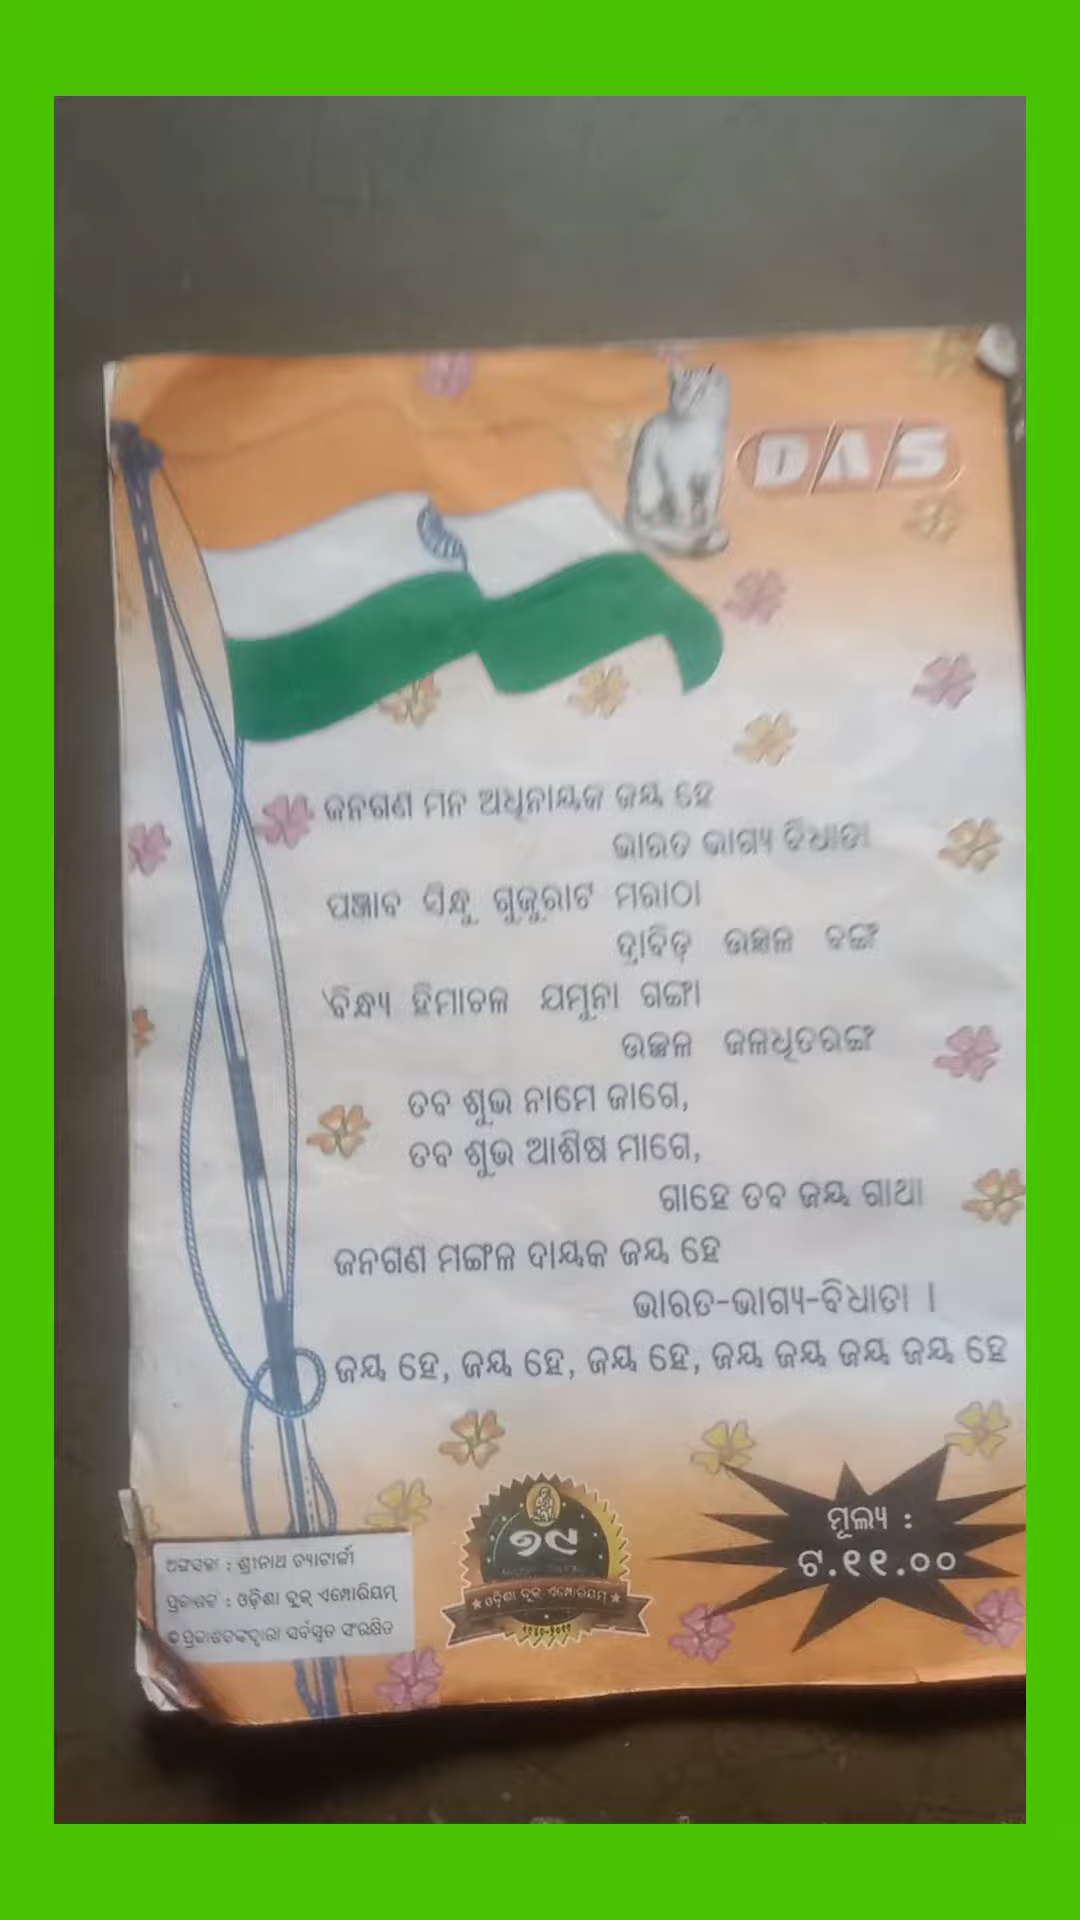 DAS
ଜନଗଣ ମନ ଅଧିନାୟକ ଜୟ ହେ
ଭାରତ ଭାଗ୍ୟ ବିଧାତା
ପଞ୍ଜାବ ସିନ୍ଧୁ ଗୁଜୁରାଟ ମରାଠା
ଦ୍ରାବିଡ଼ ଉତ୍କଳ ବଙ୍ଗ
ବିନ୍ଧ୍ୟ ହିମାଚଳ ଯମୁନା ଗଙ୍ଗା
ଉଚ୍ଛଳ ଜଳଧିତରଙ୍ଗ
ତବ ଶୁଭ ନାମେ ଜାଗେ,
ତବ ଶୁଭ ଆଶିଷ ମାଗେ,
ଗାହେ ତବ ଜୟ ଗାଥା
ଜନଗଣ ମଙ୍ଗଳ ଦାୟକ ଜୟ ହେ
ଭାରତ-ଭାଗ୍ୟ-ବିଧାତା ।
ଜୟ ହେ, ଜୟ ହେ, ଜୟ ହେ, ଜୟ ଜୟ ଜୟ ଜୟ ହେ
ମୂଲ୍ୟ :
ଟ.୧୧.୦୦
ଅଙ୍ଗସଜ୍ଜା : ଶ୍ରୀନାଥ ଚ୍ୟାଟାର୍ଜୀ
ପ୍ରକାଶକ : ଓଡ଼ିଶା ବୁକ୍ ଏମ୍ପୋରିୟମ୍
©ପ୍ରକାଶକଙ୍କଦ୍ୱାରା ସର୍ବସ୍ୱତ୍ୱ ସଂରକ୍ଷିତ
୭୯
ଓଡ଼ିଶା ବୁକ୍ ଏମ୍ପୋରିୟମ୍